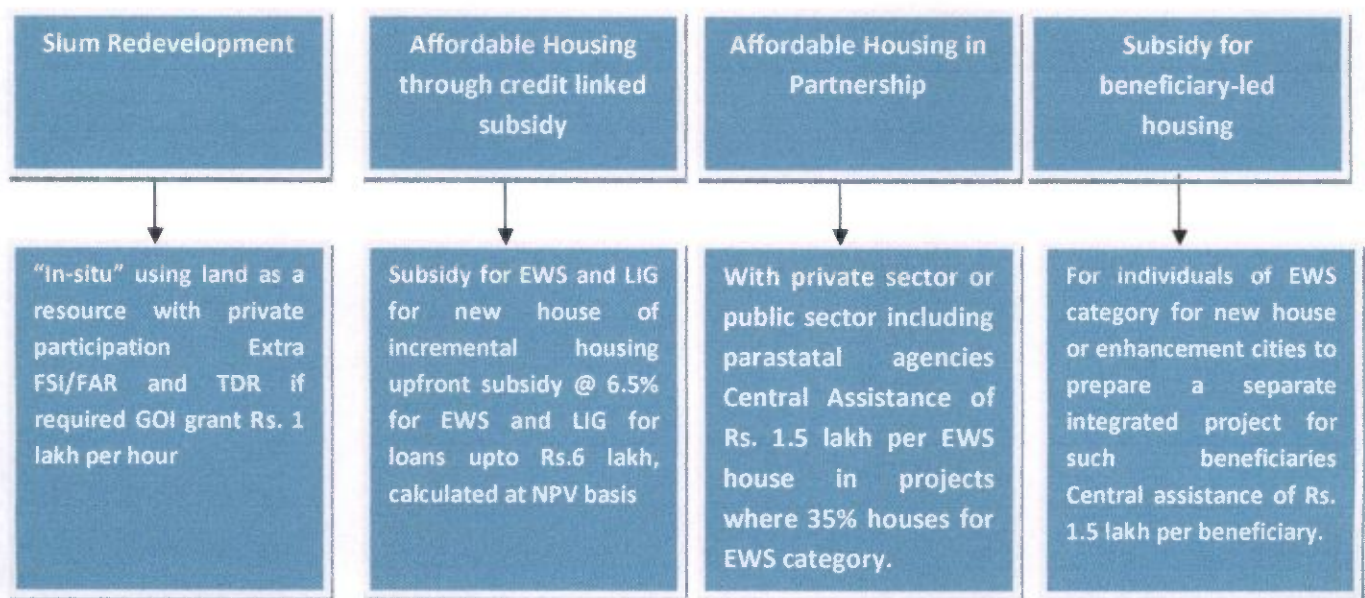 Slum Redevelopment
Affordable Housing
through credit linked
subsidy
Affordable Housing in
Partnership
Subsidy for
beneficiary-led
housing
"In-situ" using land as a
resource with private
participation Extra
FSI/FAR and TDR if
required GOI grant Rs. 1
lakh per hour
Subsidy for EWS and LIG
for new house of
incremental housing
upfront subsidy @ 6.5%
for EWS and LIG for
loans upto Rs.6 lakh,
calculated at NPV basis
With private sector or
public sector including
parastatal agencies
Central Assistance of
Rs. 1.5 lakh per EWS
house in projects
where 35% houses for
EWS category.
For individuals of EWS
category for new house
or enhancement cities to
prepare a separate
integrated project for
such beneficiaries
Central assistance of Rs.
1.5 lakh per beneficiary.